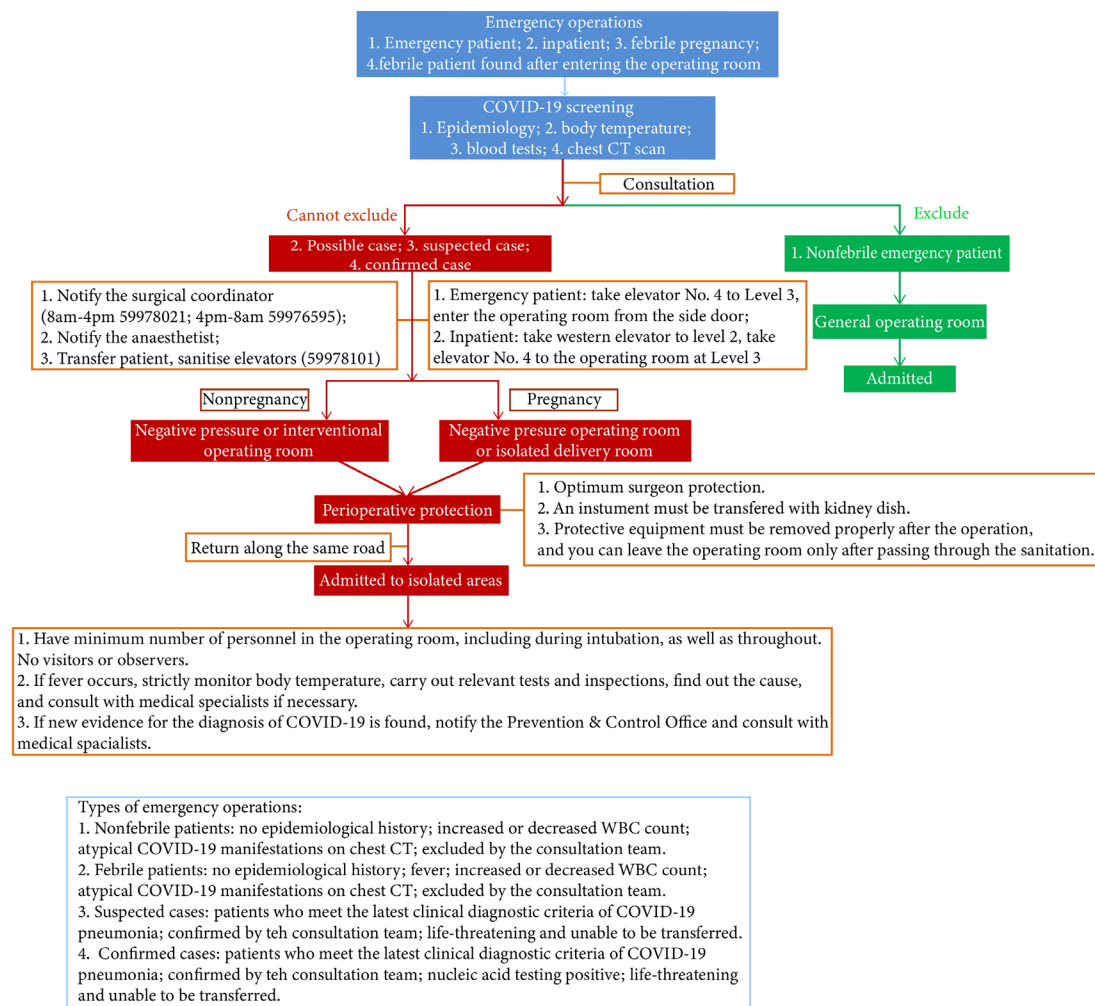 Emergency operations
1. Emergency patient; 2. inpatient; 3. febrile pregnancy;
4.febrile patient found after entering the operating room
COVID-19 screening
1. Epidemiology; 2. body temperature;
3. blood tests; 4. chest CT scan
Consultation
Cannot exclude
Exclude
2. Possible case; 3. suspected case;
4. confirmed case
1. Nonfebrile emergency patient
1. Notify the surgical coordinator
(8am-4pm 59978021; 4pm-8am 59976595);
2. Notify the anaesthetist;
3. Transfer patient, sanitise elevators (59978101)
1. Emergency patient: take elevator No. 4 to Level 3,
enter the operating room from the side door;
2. Inpatient: take western elevator to level 2, take
elevator No. 4 to the operating room at Level 3
General operating room
Admitted
Nonpregnancy
Pregnancy
Negative pressure or interventional
operating room
Negative presure operating room
or isolated delivery room
Perioperative protection
1. Optimum surgeon protection.
2. An instument must be transfered with kidney dish.
3. Protective equipment must be removed properly after the operation,
and you can leave the operating room only after passing through the sanitation.
Return along the same road
Admitted to isolated areas
1. Have minimum number of personnel in the operating room, including during intubation, as well as throughout.
No visitors or observers.
2. If fever occurs, strictly monitor body temperature, carry out relevant tests and inspections, find out the cause,
and consult with medical specialists if necessary.
3. If new evidence for the diagnosis of COVID-19 is found, notify the Prevention & Control Office and consult with
medical spacialists.
Types of emergency operations:
1. Nonfebrile patients: no epidemiological history; increased or decreased WBC count;
atypical COVID-19 manifestations on chest CT; excluded by the consultation team.
2. Febrile patients: no epidemiological history; fever; increased or decreased WBC count;
atypical COVID-19 manifestations on chest CT; excluded by the consultation team.
3. Suspected cases: patients who meet the latest clinical diagnostic criteria of COVID-19
pneumonia; confirmed by teh consultation team; life-threatening and unable to be transferred.
4. Confirmed cases: patients who meet the latest clinical diagnostic criteria of COVID-19
pneumonia; confirmed by teh consultation team; nucleic acid testing positive; life-threatening
and unable to be transferred.